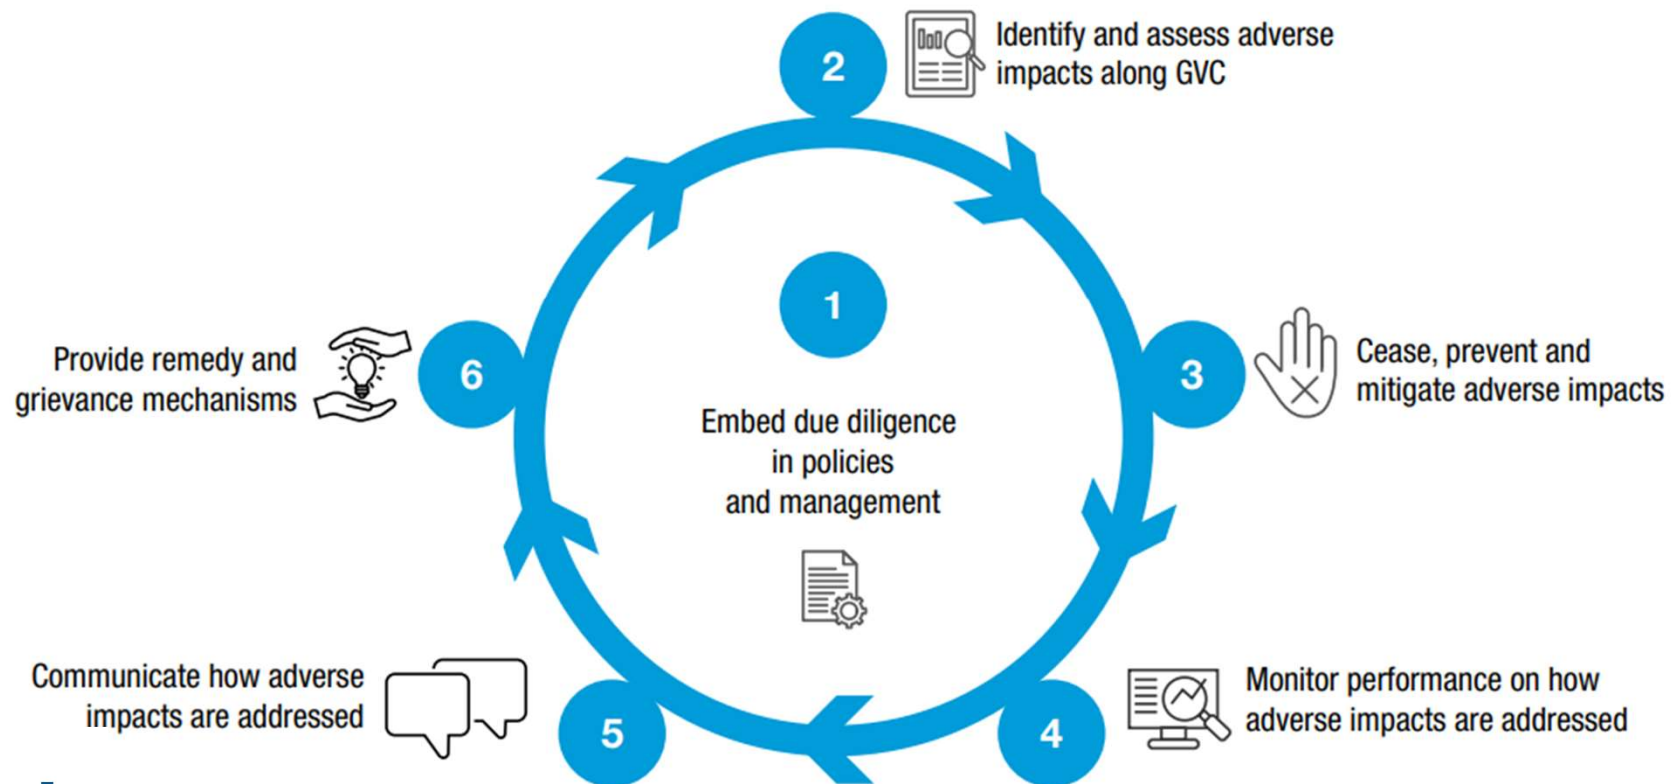 2
Identify and assess adverse
impacts along GVC
1
Embed due diligence
in policies
and management
3
Cease, prevent and
mitigate adverse impacts
4
Monitor performance on how
adverse impacts are addressed
5
Communicate how adverse
impacts are addressed
6
Provide remedy and
grievance mechanisms